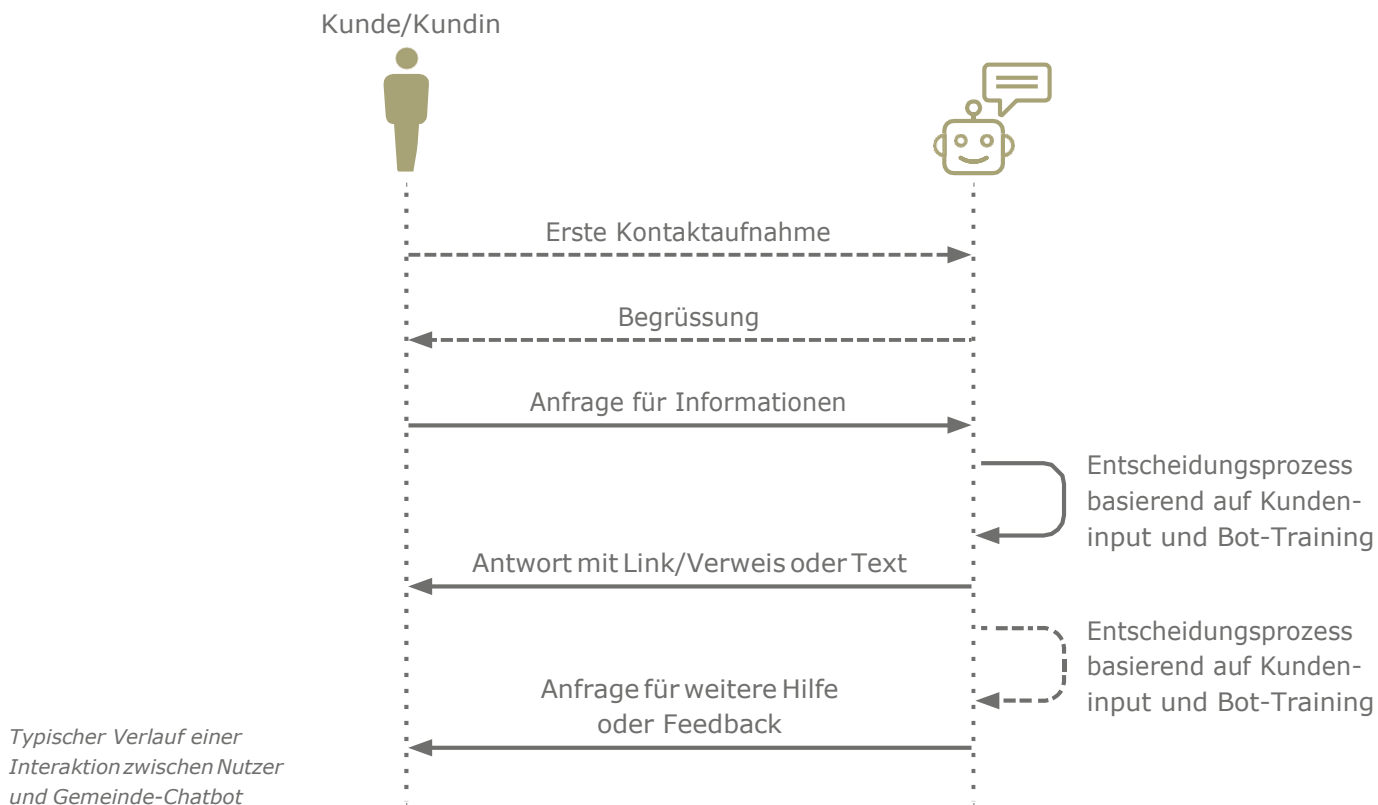 Kunde/Kundin
Erste Kontaktaufnahme
Begrüssung
Anfrage für Informationen
Entscheidungsprozess
basierend auf Kunden-
input und Bot-Training
Antwort mit Link/Verweis oder Text
Entscheidungsprozess
basierend auf Kunden-
input und Bot-Training
Anfrage für weitere Hilfe
oder Feedback
Typischer Verlauf einer
Interaktion zwischen Nutzer
und Gemeinde-Chatbot